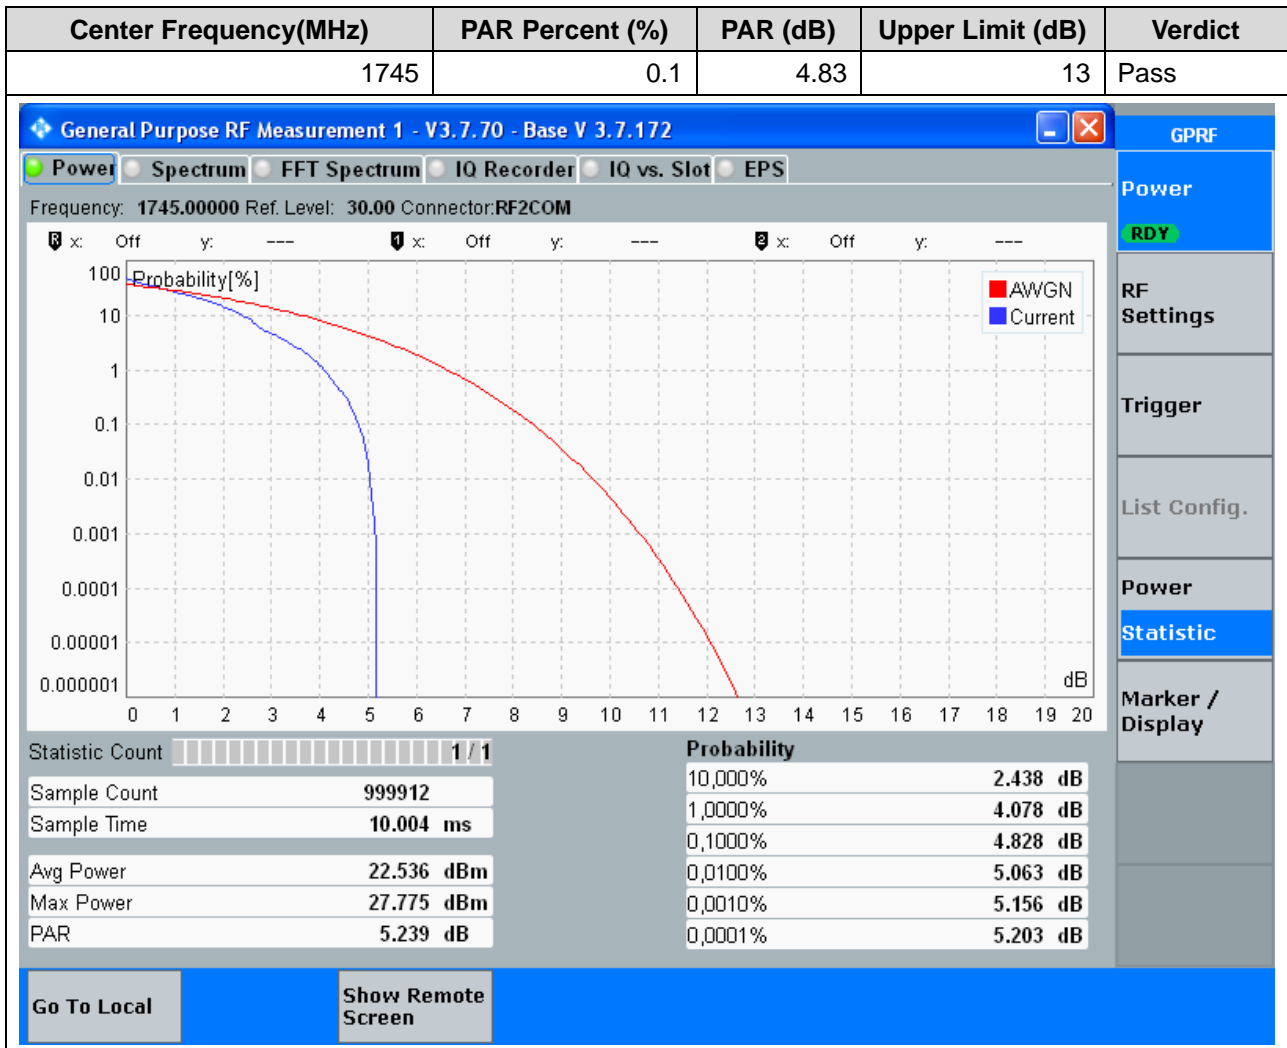 Center Frequency(MHz) PAR Percent (%) PAR (dB) Upper Limit (dB) Verdict
1745 0.1 4.83 13 Pass
General Purpose RF Measurement 1 - V3.7.70 - Base V 3.7.172
GPRF
Power Spectrum FFT Spectrum IQ Recorder IQ vs. Slot EPS
Power
RDY
Frequency: 1745.00000 Ref. Level: 30.00 Connector:RF2COM
R x: Off y: --- 1 x: Off y: --- 2 x: Off y: ---
Probability[%]
AWGN
Current
100
10
1
0.1
0.01
0.001
0.0001
0.00001
0.000001
dB
0 1 2 3 4 5 6 7 8 9 10 11 12 13 14 15 16 17 18 19 20
RF
Settings
Trigger
List Config.
Power
Statistic
Marker /
Display
Statistic Count 1 / 1
Sample Count 999912
Sample Time 10.004 ms
Avg Power 22.536 dBm
Max Power 27.775 dBm
PAR 5.239 dB
Probability
10,000% 2.438 dB
1,0000% 4.078 dB
0,1000% 4.828 dB
0,0100% 5.063 dB
0,0010% 5.156 dB
0,0001% 5.203 dB
Go To Local
Show Remote
Screen